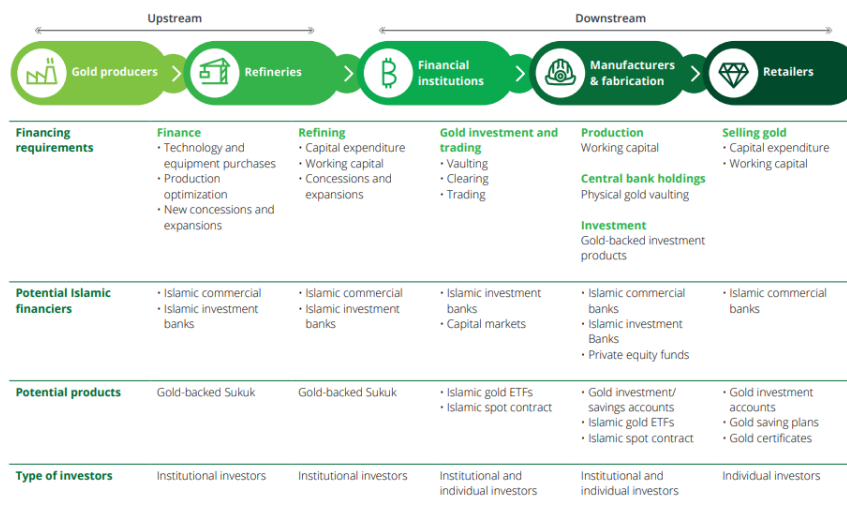 Upstream
Downstream
Gold producers
Refineries
Financial
institutions
Manufacturers
& fabrication
Retailers
Financing
requirements
Finance
• Technology and
equipment purchases
• Production
optimization
• New concessions and
expansions
Refining
• Capital expenditure
• Working capital
• Concessions and
expansions
Gold investment and
trading
• Vaulting
• Clearing
• Trading
Production
Working capital
Central bank holdings
Physical gold vaulting
Investment
Gold-backed investment
products
Selling gold
• Capital expenditure
• Working capital
Potential Islamic
financiers
• Islamic commercial
• Islamic investment
banks
• Islamic commercial
• Islamic investment
banks
• Islamic investment
banks
• Capital markets
• Islamic commercial
banks
• Islamic investment
Banks
• Private equity funds
• Islamic commercial
banks
Potential products
Gold-backed Sukuk
Gold-backed Sukuk
• Islamic gold ETFs
• Islamic spot contract
• Gold investment/
savings accounts
• Islamic gold ETFs
• Islamic spot contract
• Gold investment
accounts
• Gold saving plans
• Gold certificates
Type of investors
Institutional investors
Institutional investors
Institutional and
individual investors
Institutional and
individual investors
Individual investors